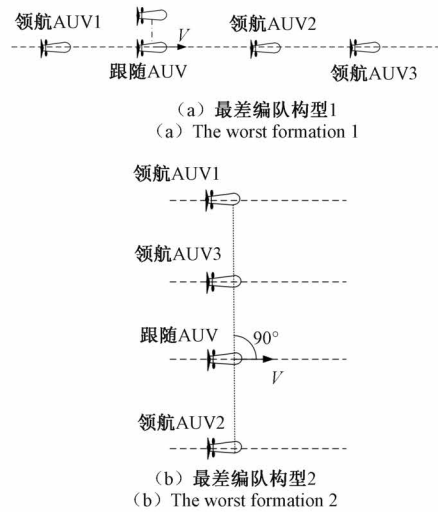 领航AUV1
领航AUV2
V
跟随AUV
领航AUV3
（a）最差编队构型1
（a）The worst formation 1
领航AUV1
领航AUV3
跟随AUV
90°
V
领航AUV2
（b）最差编队构型2
（b）The worst formation 2